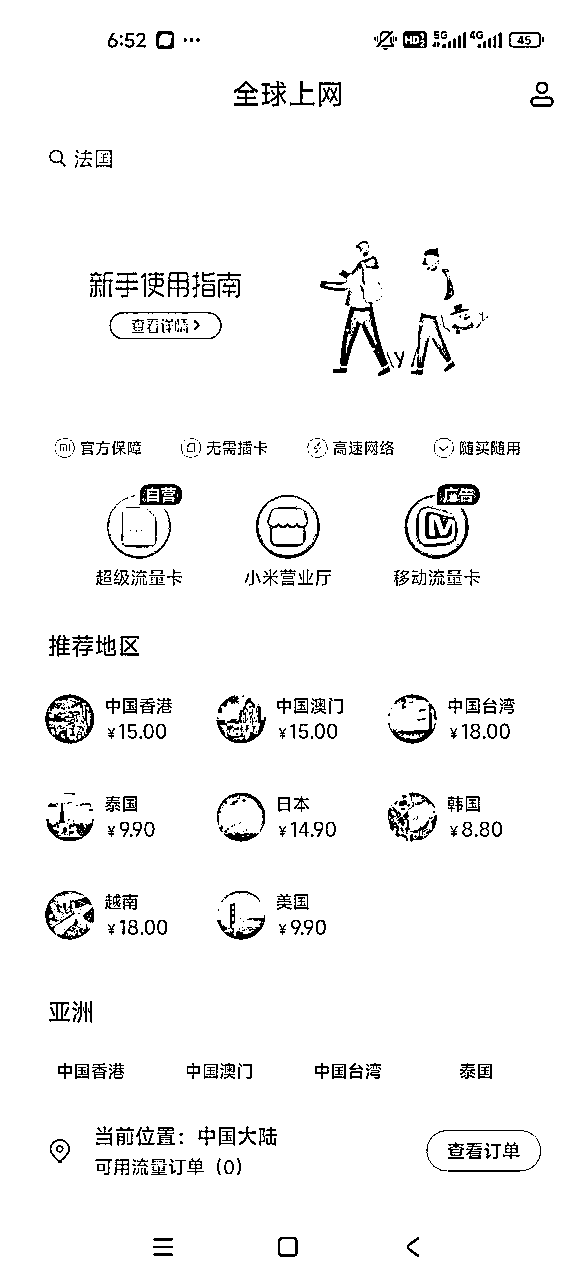 6:52 ··· HD2 5G 4G 45
全球上网
法国
新手使用指南
查看详情 >
官方保障 无需插卡 高速网络 随买随用
自营 广告
超级流量卡 小米营业厅 移动流量卡
推荐地区
中国香港 中国澳门 中国台湾
¥15.00 ¥15.00 ¥18.00
泰国 日本 韩国
¥9.90 ¥14.90 ¥8.80
越南 美国
¥18.00 ¥9.90
亚洲
中国香港 中国澳门 中国台湾 泰国
当前位置：中国大陆
可用流量订单（0）
查看订单